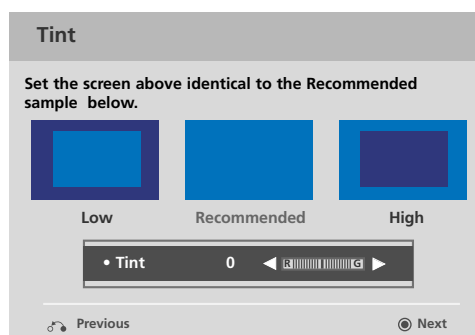 Tint
Set the screen above identical to the Recommended
sample below.
Low Recommended High
• Tint 0 ◀ R G ▶
Previous Next